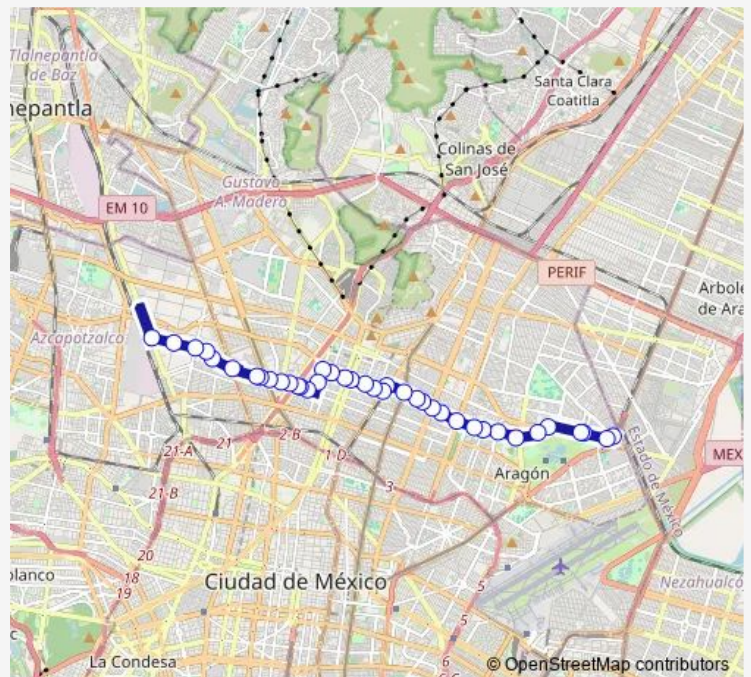 Tlalnepantla
de Baz
nepantla
Santa Clara
Coatitla
Colinas de
San José
Gustavo
A. Madero
EM 10
PERIF
Arbole
de Ara
Azcapotzalco
2-B
21
21-A
1-D
MEX
Estado de México
Aragón
3
21-B
20
18
19
olanco
Ciudad de México
5
5
Nezahualcó
6
6
c
La Condesa
© OpenStreetMap contributors